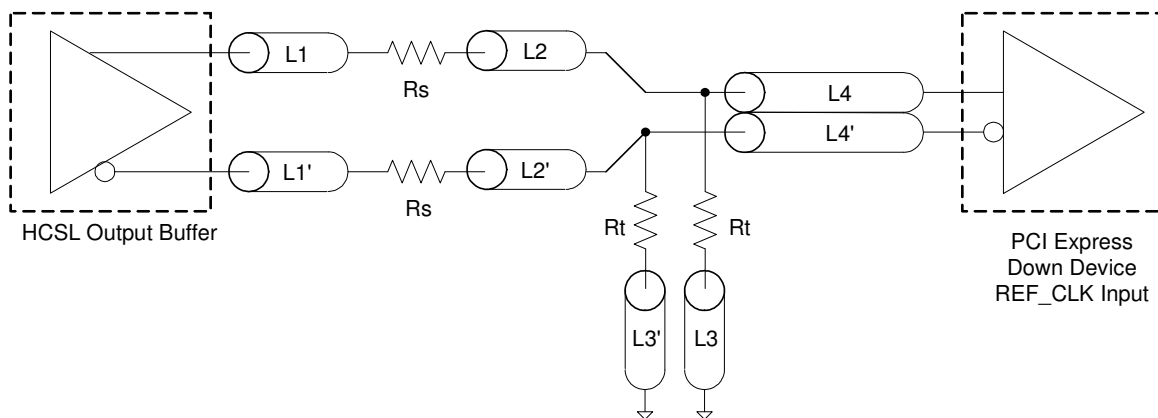 L1
Rs
L2
L4
L1'
Rs
L2'
L4'
HCSL Output Buffer
Rt
Rt
L3'
L3
PCI Express
Down Device
REF_CLK Input